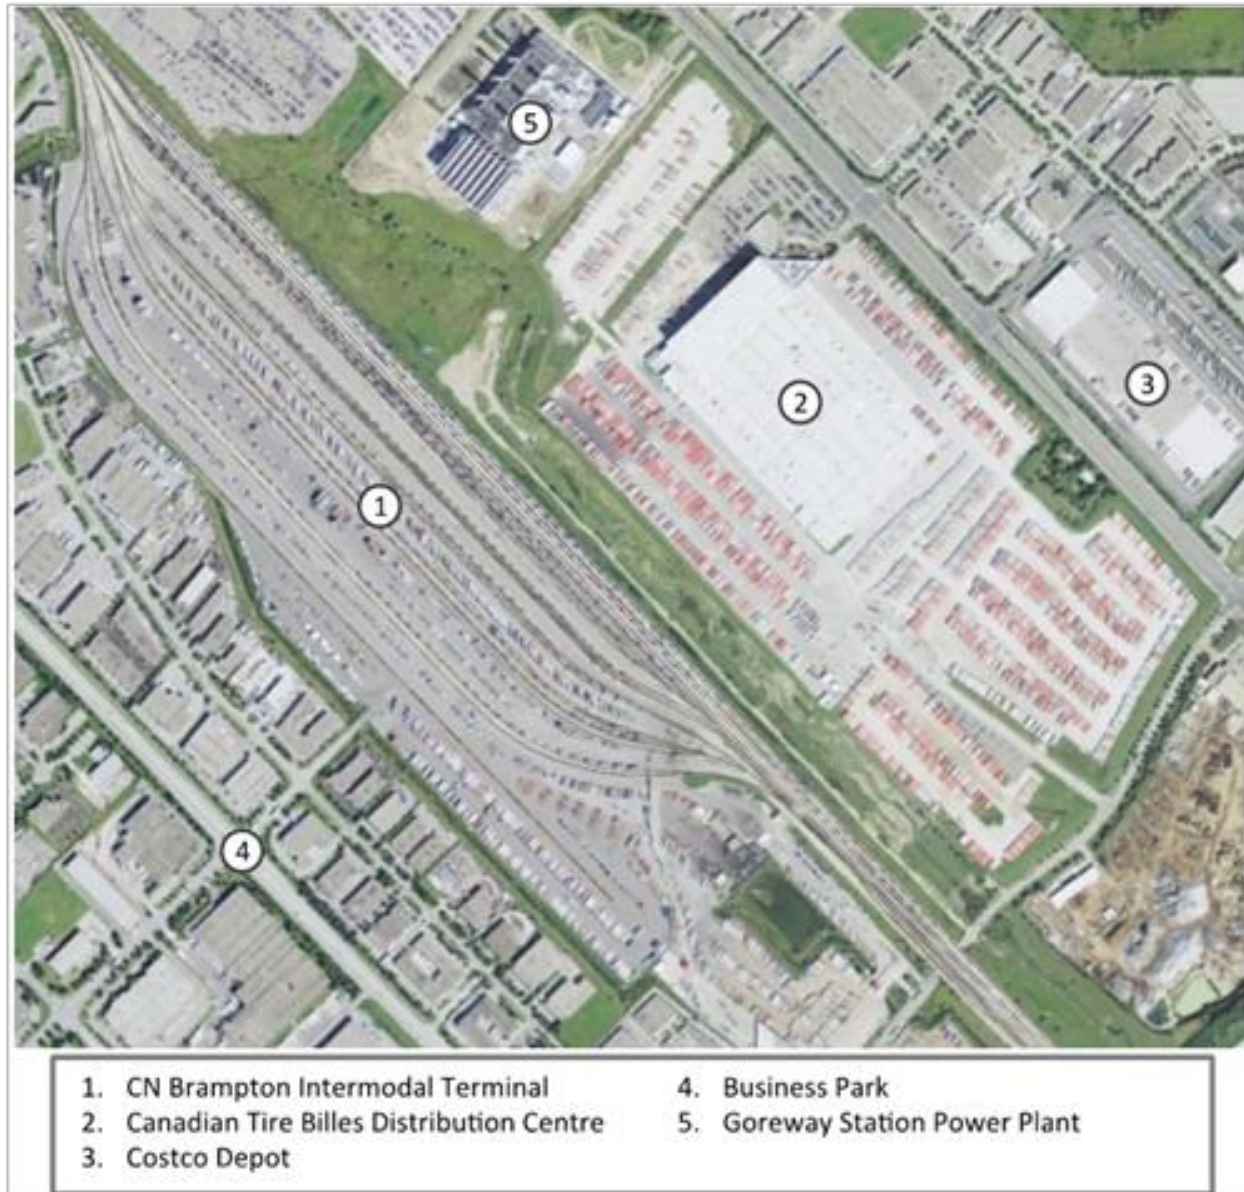 5
2
3
1
4
1. CN Brampton Intermodal Terminal
2. Canadian Tire Billes Distribution Centre
3. Costco Depot
4. Business Park
5. Goreway Station Power Plant